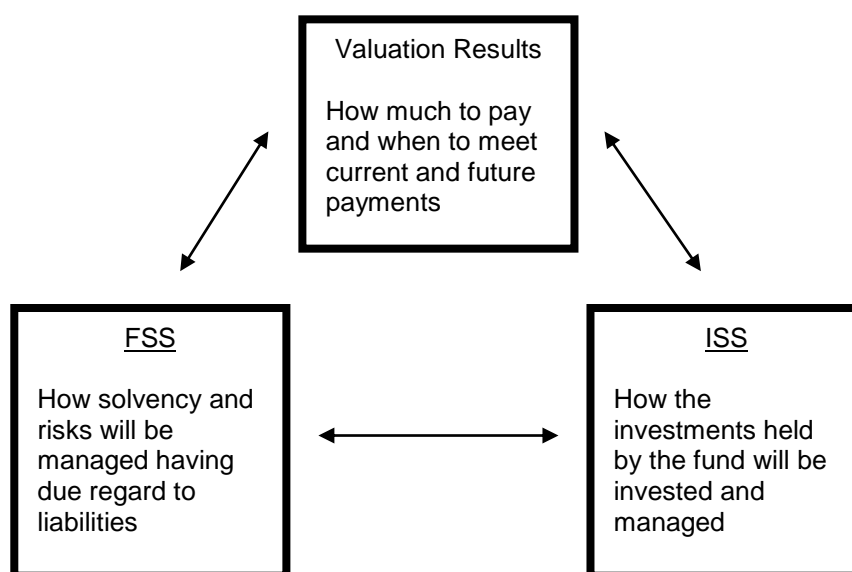 Valuation Results
How much to pay
and when to meet
current and future
payments
FSS
How solvency and
risks will be
managed having
due regard to
liabilities
ISS
How the
investments held
by the fund will be
invested and
managed